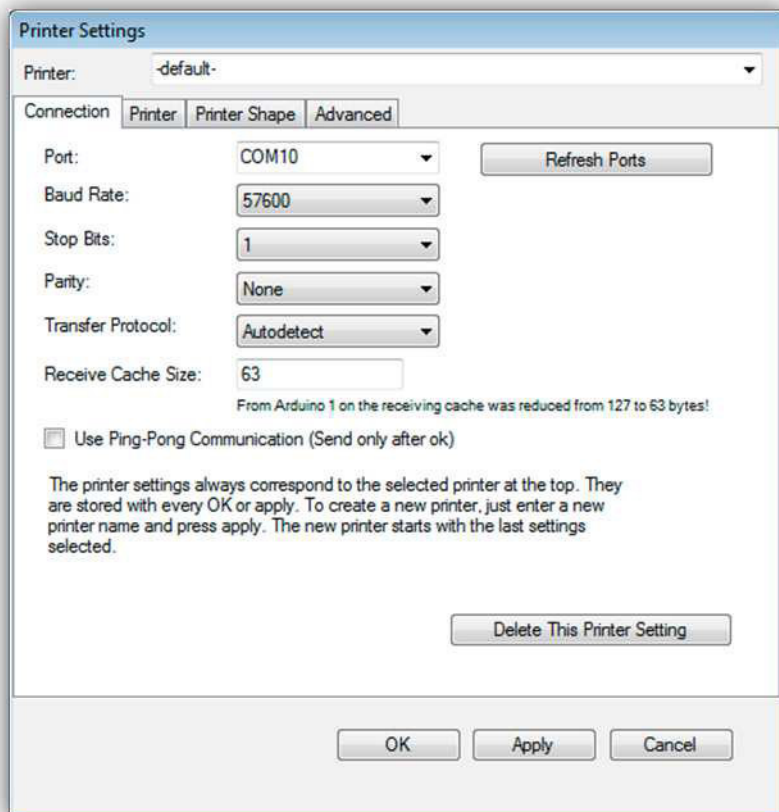 Printer Settings
Printer: -default-
Connection Printer Printer Shape Advanced
Port: COM10 Refresh Ports
Baud Rate: 57600
Stop Bits: 1
Parity: None
Transfer Protocol: Autodetect
Receive Cache Size: 63
From Arduino 1 on the receiving cache was reduced from 127 to 63 bytes!
Use Ping-Pong Communication (Send only after ok)
The printer settings always correspond to the selected printer at the top. They
are stored with every OK or apply. To create a new printer, just enter a new
printer name and press apply. The new printer starts with the last settings
selected.
Delete This Printer Setting
OK Apply Cancel